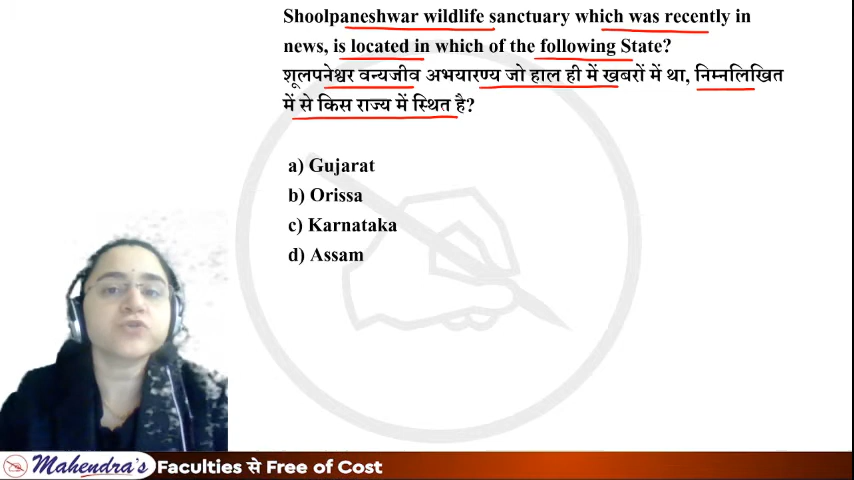 Shoolpaneshwar wildlife sanctuary which was recently in
news, is located in which of the following State?
शूलपनेश्वर वन्यजीव अभयारण्य जो हाल ही में खबरों में था, निम्नलिखित
में से किस राज्य में स्थित है?
a) Gujarat
b) Orissa
c) Karnataka
d) Assam
Mahendra's Faculties से Free of Cost